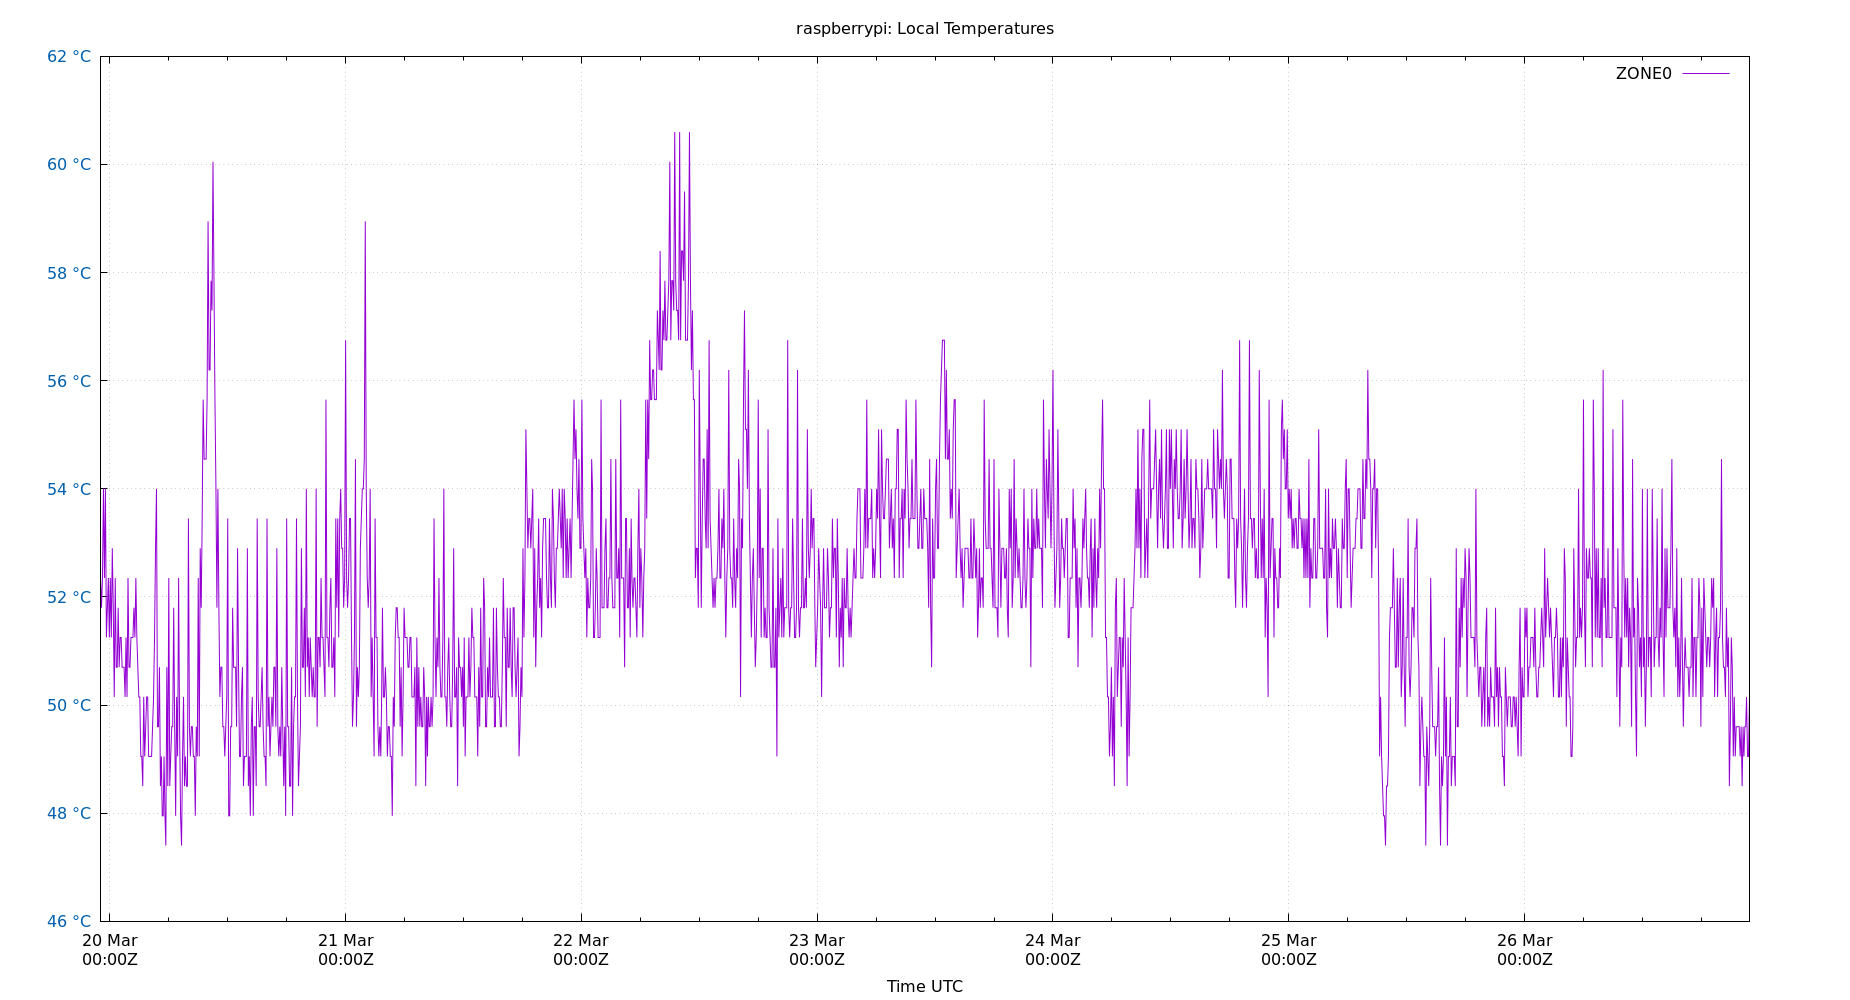 raspberrypi: Local Temperatures
62 °C
ZONE0
60 °C
58 °C
56 °C
54 °C
52 °C
50 °C
48 °C
46 °C
20 Mar 21 Mar 22 Mar 23 Mar 24 Mar 25 Mar 26 Mar
00:00Z 00:00Z 00:00Z 00:00Z 00:00Z 00:00Z 00:00Z
Time UTC